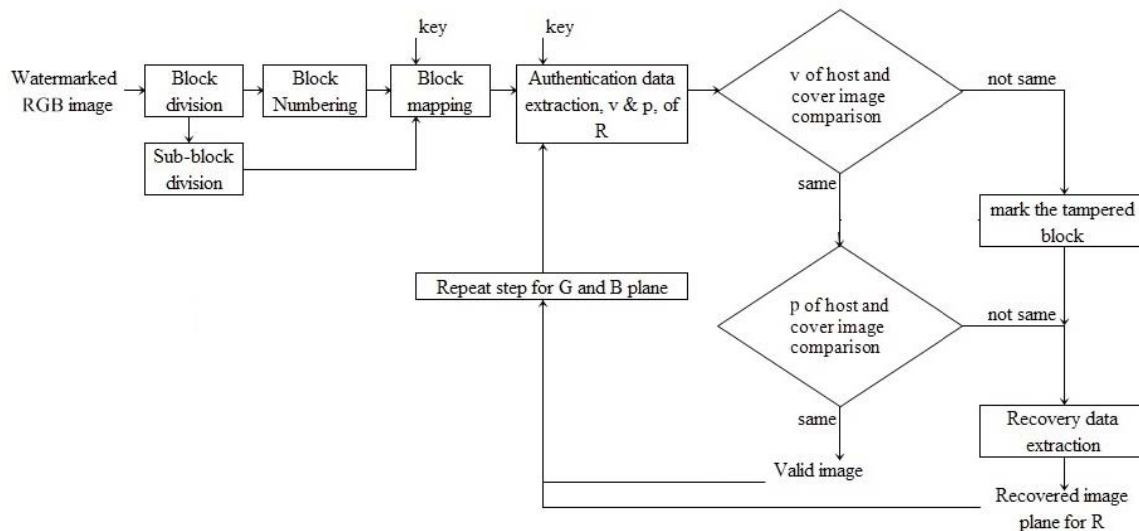 key
key
Watermarked
RGB image
Block
division
Block
Numbering
Block
mapping
Authentication data
extraction, v & p, of
R
v of host and
cover image
comparison
not same
Sub-block
division
same
mark the tampered
block
Repeat step for G and B plane
p of host and
cover image
comparison
not same
same
Recovery data
extraction
Valid image
Recovered image
plane for R